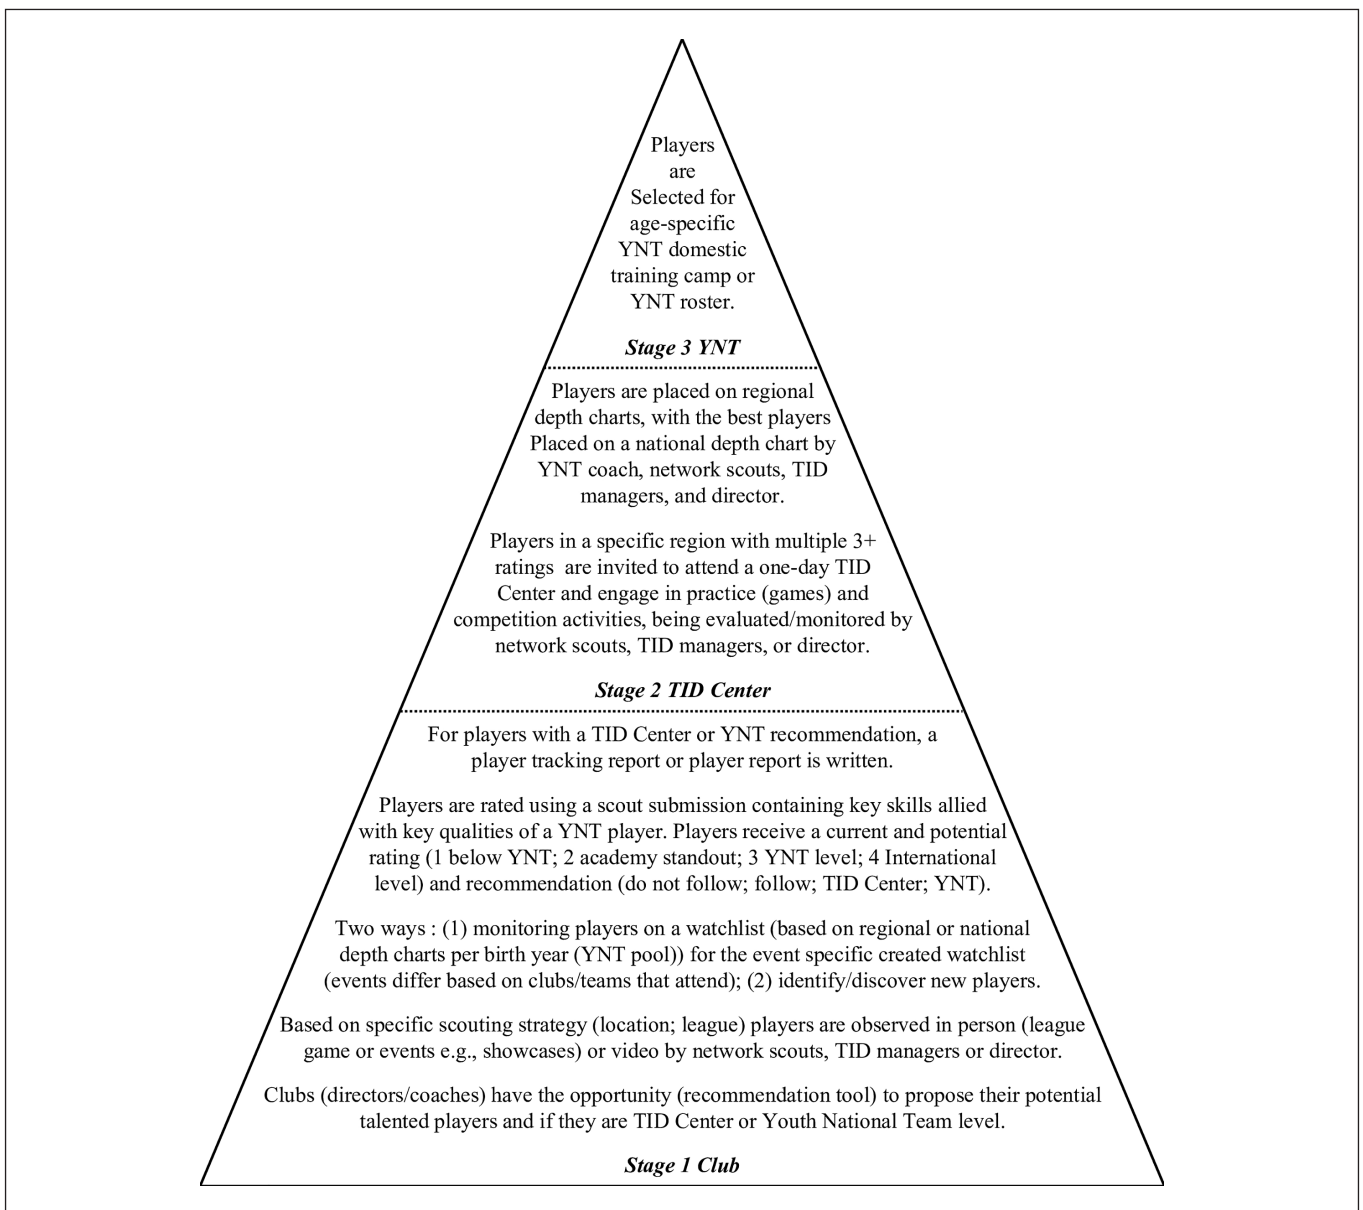 Players
are
Selected for
age-specific
YNT domestic
training camp or
YNT roster.
Stage 3 YNT
Players are placed on regional
depth charts, with the best players
Placed on a national depth chart by
YNT coach, network scouts, TID
managers, and director.
Players in a specific region with multiple 3+
ratings are invited to attend a one-day TID
Center and engage in practice (games) and
competition activities, being evaluated/monitored by
network scouts, TID managers, or director.
Stage 2 TID Center
For players with a TID Center or YNT recommendation, a
player tracking report or player report is written.
Players are rated using a scout submission containing key skills allied
with key qualities of a YNT player. Players receive a current and potential
rating (1 below YNT; 2 academy standout; 3 YNT level; 4 International
level) and recommendation (do not follow; follow; TID Center; YNT).
Two ways : (1) monitoring players on a watchlist (based on regional or national
depth charts per birth year (YNT pool)) for the event specific created watchlist
(events differ based on clubs/teams that attend); (2) identify/discover new players.
Based on specific scouting strategy (location; league) players are observed in person (league
game or events e.g., showcases) or video by network scouts, TID managers or director.
Clubs (directors/coaches) have the opportunity (recommendation tool) to propose their potential
talented players and if they are TID Center or Youth National Team level.
Stage 1 Club